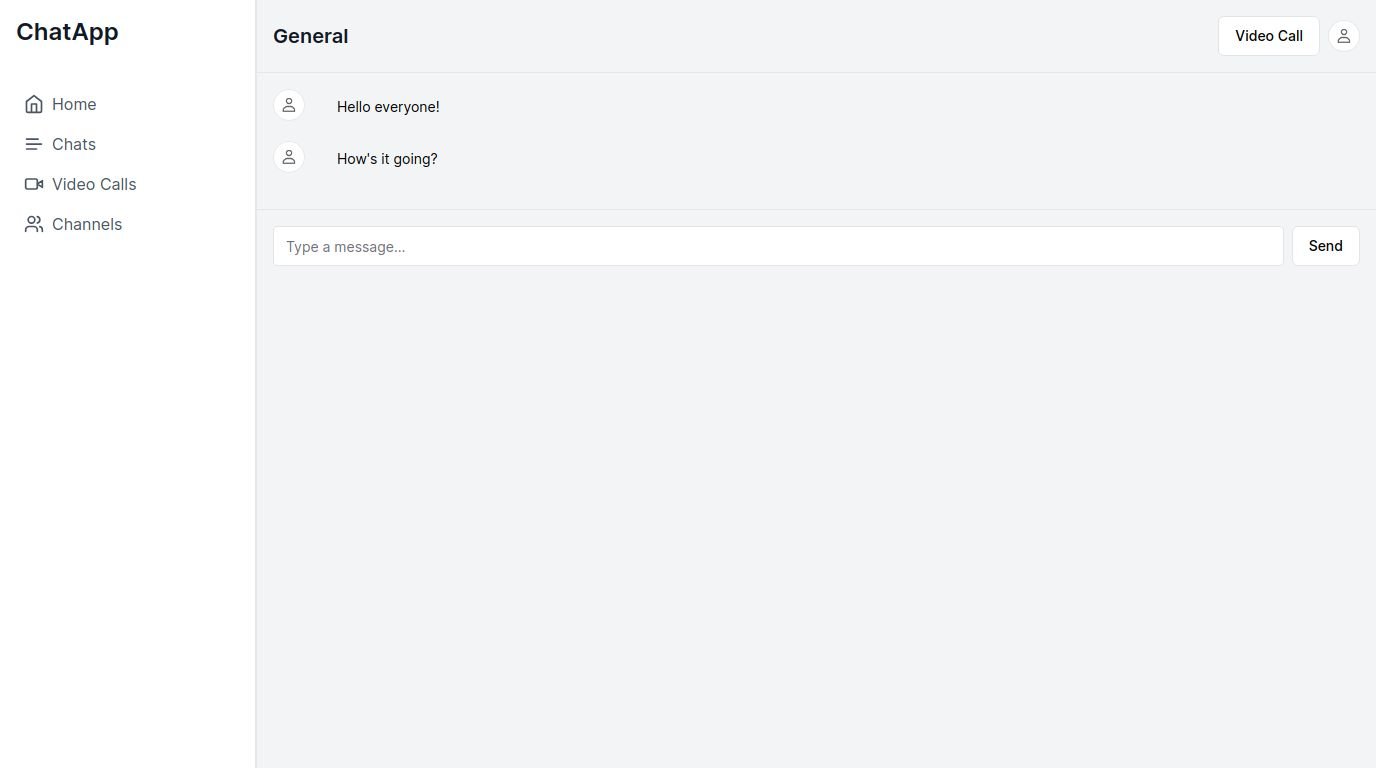 ChatApp
Home
Chats
Video Calls
Channels
General
Video Call
Hello everyone!
How's it going?
Type a message...
Send